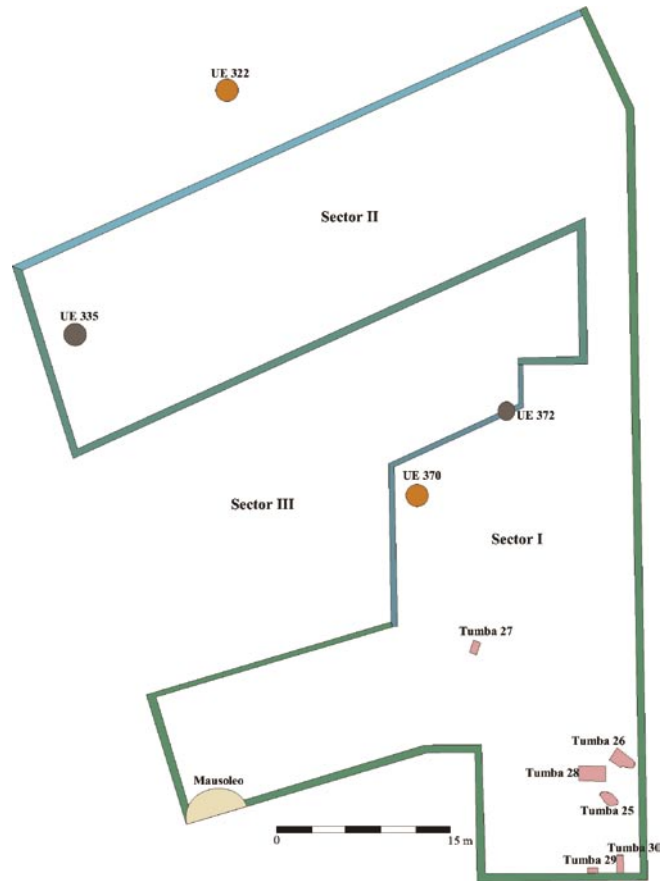 UE 322
Sector II
UE 335
UE 372
UE 370
Sector III
Sector I
Tumba 27
Tumba 26
Tumba 28
Mausoleo
Tumba 25
Tumba 30
Tumba 29
0
15 m